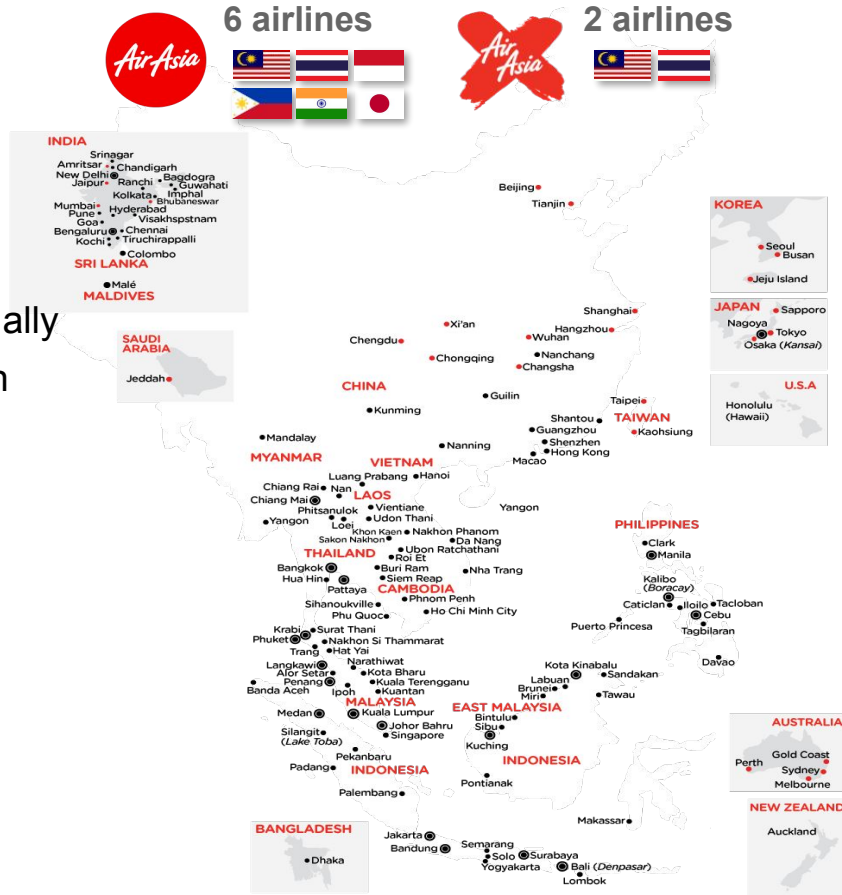 6 airlines
2 airlines
AirAsia
Air Asia X
INDIA
Srinagar
Amritsar
Chandigarh
New Delhi
Bagdogra
Jaipur
Ranchi
Guwahati
Imphal
Kolkata
Bhubaneswar
Mumbai
Hyderabad
Pune
Visakhspstnam
Goa
Bengaluru
Chennai
Kochi
Tiruchirappalli
Colombo
SRI LANKA
Malé
MALDIVES
ally
n
SAUDI
ARABIA
Jeddah
Beijing
Tianjin
KOREA
Seoul
Busan
Jeju Island
JAPAN
Sapporo
Nagoya
Tokyo
Osaka (Kansai)
U.S.A
Honolulu
(Hawaii)
Shanghai
Xi'an
Hangzhou
Wuhan
Chengdu
Nanchang
Chongqing
Changsha
CHINA
Guilin
Taipei
Kunming
Shantou
TAIWAN
Guangzhou
Kaohsiung
Mandalay
Shenzhen
Nanning
Hong Kong
Macao
MYANMAR
VIETNAM
Luang Prabang
Hanoi
Chiang Rai
Nan
LAOS
Chiang Mai
Vientiane
Yangon
Phitsanulok
Udon Thani
Yangon
Loei
Khon Kaen
Nakhon Phanom
Sakon Nakhon
Da Nang
THAILAND
Ubon Ratchathani
Roi Et
Bangkok
Buri Ram
Nha Trang
Hua Hin
Siem Reap
Pattaya
CAMBODIA
Phnom Penh
Sihanoukville
Ho Chi Minh City
Phu Quoc
PHILIPPINES
Clark
Manila
Kalibo
(Boracay)
Caticlan
Iloilo
Tacloban
Cebu
Puerto Princesa
Tagbilaran
Davao
Krabi
Surat Thani
Phuket
Nakhon Si Thammarat
Trang
Hat Yai
Langkawi
Narathiwat
Alor Setar
Kota Bharu
Penang
Kuala Terengganu
Banda Aceh
Ipoh
Kuantan
MALAYSIA
Medan
Kuala Lumpur
Johor Bahru
Silangit
(Lake Toba)
Singapore
Pekanbaru
Padang
INDONESIA
Palembang
Kota Kinabalu
Sandakan
Labuan
Brunei
Miri
Tawau
EAST MALAYSIA
Bintulu
Sibu
Kuching
INDONESIA
Pontianak
Makassar
AUSTRALIA
Gold Coast
Perth
Sydney
Melbourne
NEW ZEALAND
Auckland
BANGLADESH
Dhaka
Jakarta
Bandung
Semarang
Solo
Surabaya
Yogyakarta
Bali (Denpasar)
Lombok